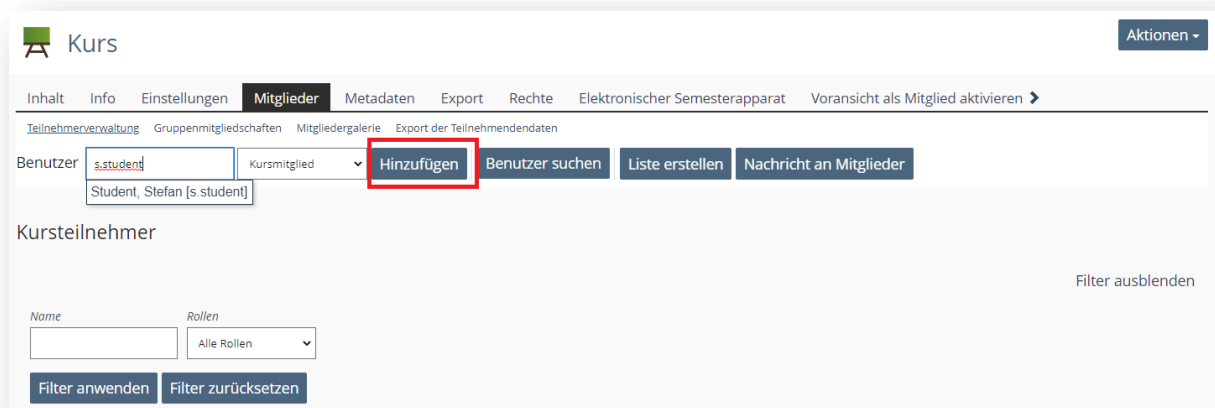 Kurs
Aktionen
Inhalt Info Einstellungen Mitglieder Metadaten Export Rechte Elektronischer Semesterapparat Voransicht als Mitglied aktivieren
Teilnehmerverwaltung Gruppenmitgliedschaften Mitgliedergalerie Export der Teilnehmendendaten
Benutzer s.student Kursmitglied Hinzufügen Benutzer suchen Liste erstellen Nachricht an Mitglieder
Student, Stefan [s.student]
Kursteilnehmer
Filter ausblenden
Name Rollen
Alle Rollen
Filter anwenden Filter zurücksetzen